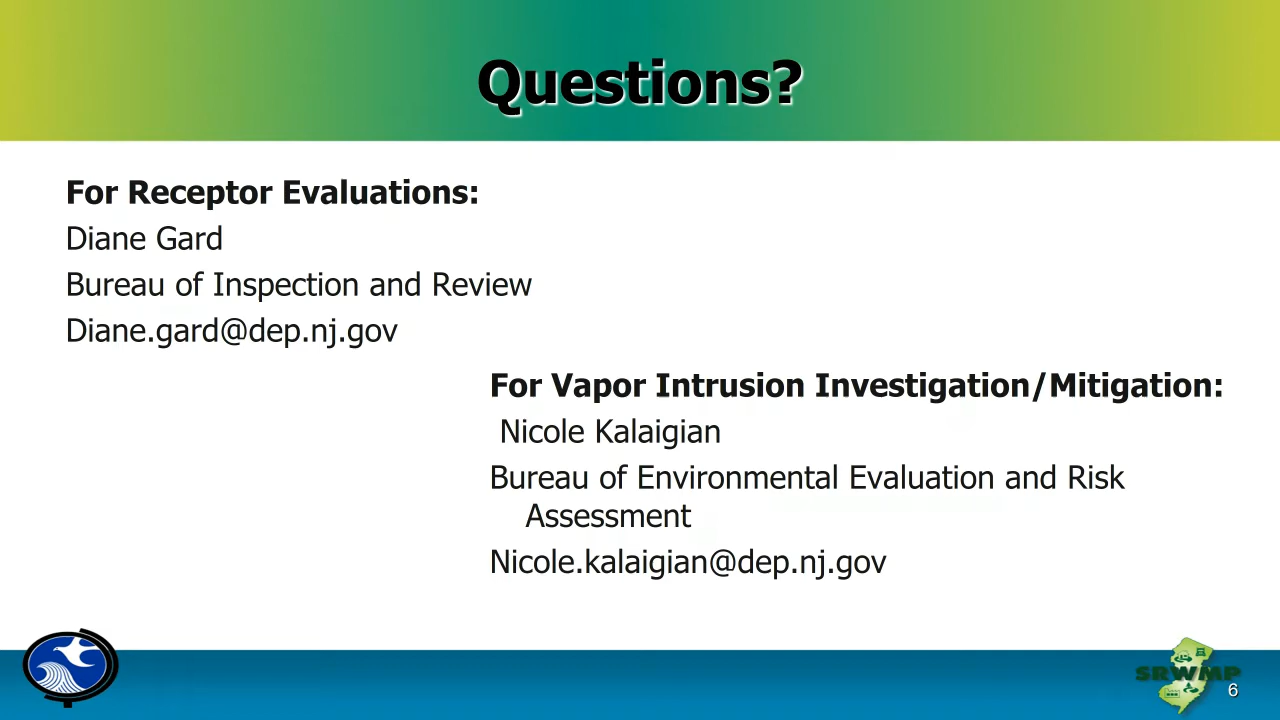 Questions?
For Receptor Evaluations:
Diane Gard
Bureau of Inspection and Review
Diane.gard@dep.nj.gov
For Vapor Intrusion Investigation/Mitigation:
Nicole Kalaigian
Bureau of Environmental Evaluation and Risk
Assessment
Nicole.kalaigian@dep.nj.gov
SRWMP
6